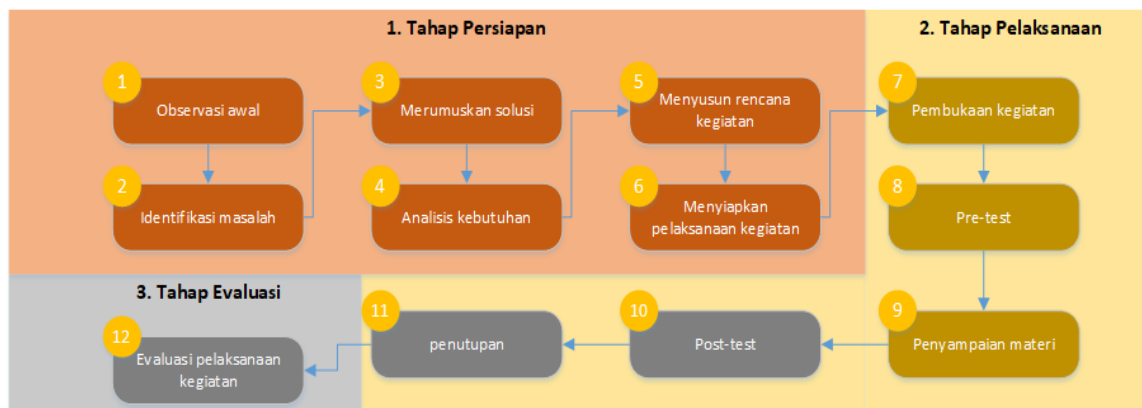 1. Tahap Persiapan
1
Observasi awal
2
Identifikasi masalah
3
Merumuskan solusi
4
Analisis kebutuhan
5
Menyusun rencana
kegiatan
6
Menyiapkan
pelaksanaan kegiatan
2. Tahap Pelaksanaan
7
Pembukaan kegiatan
8
Pre-test
9
Penyampaian materi
10
Post-test
11
penutupan
3. Tahap Evaluasi
12
Evaluasi pelaksanaan
kegiatan